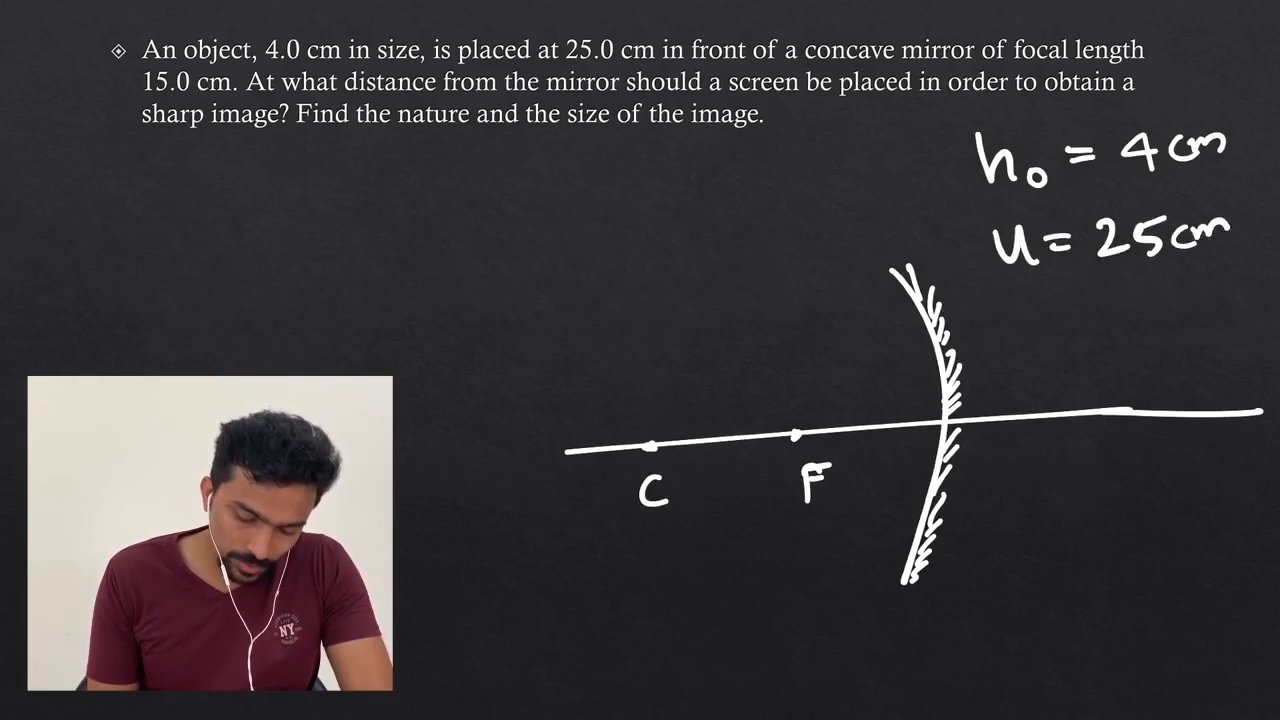 An object, 4.0 cm in size, is placed at 25.0 cm in front of a concave mirror of focal length
15.0 cm. At what distance from the mirror should a screen be placed in order to obtain a
sharp image? Find the nature and the size of the image.
h₀ = 4 cm
u = 25 cm
C F
NY